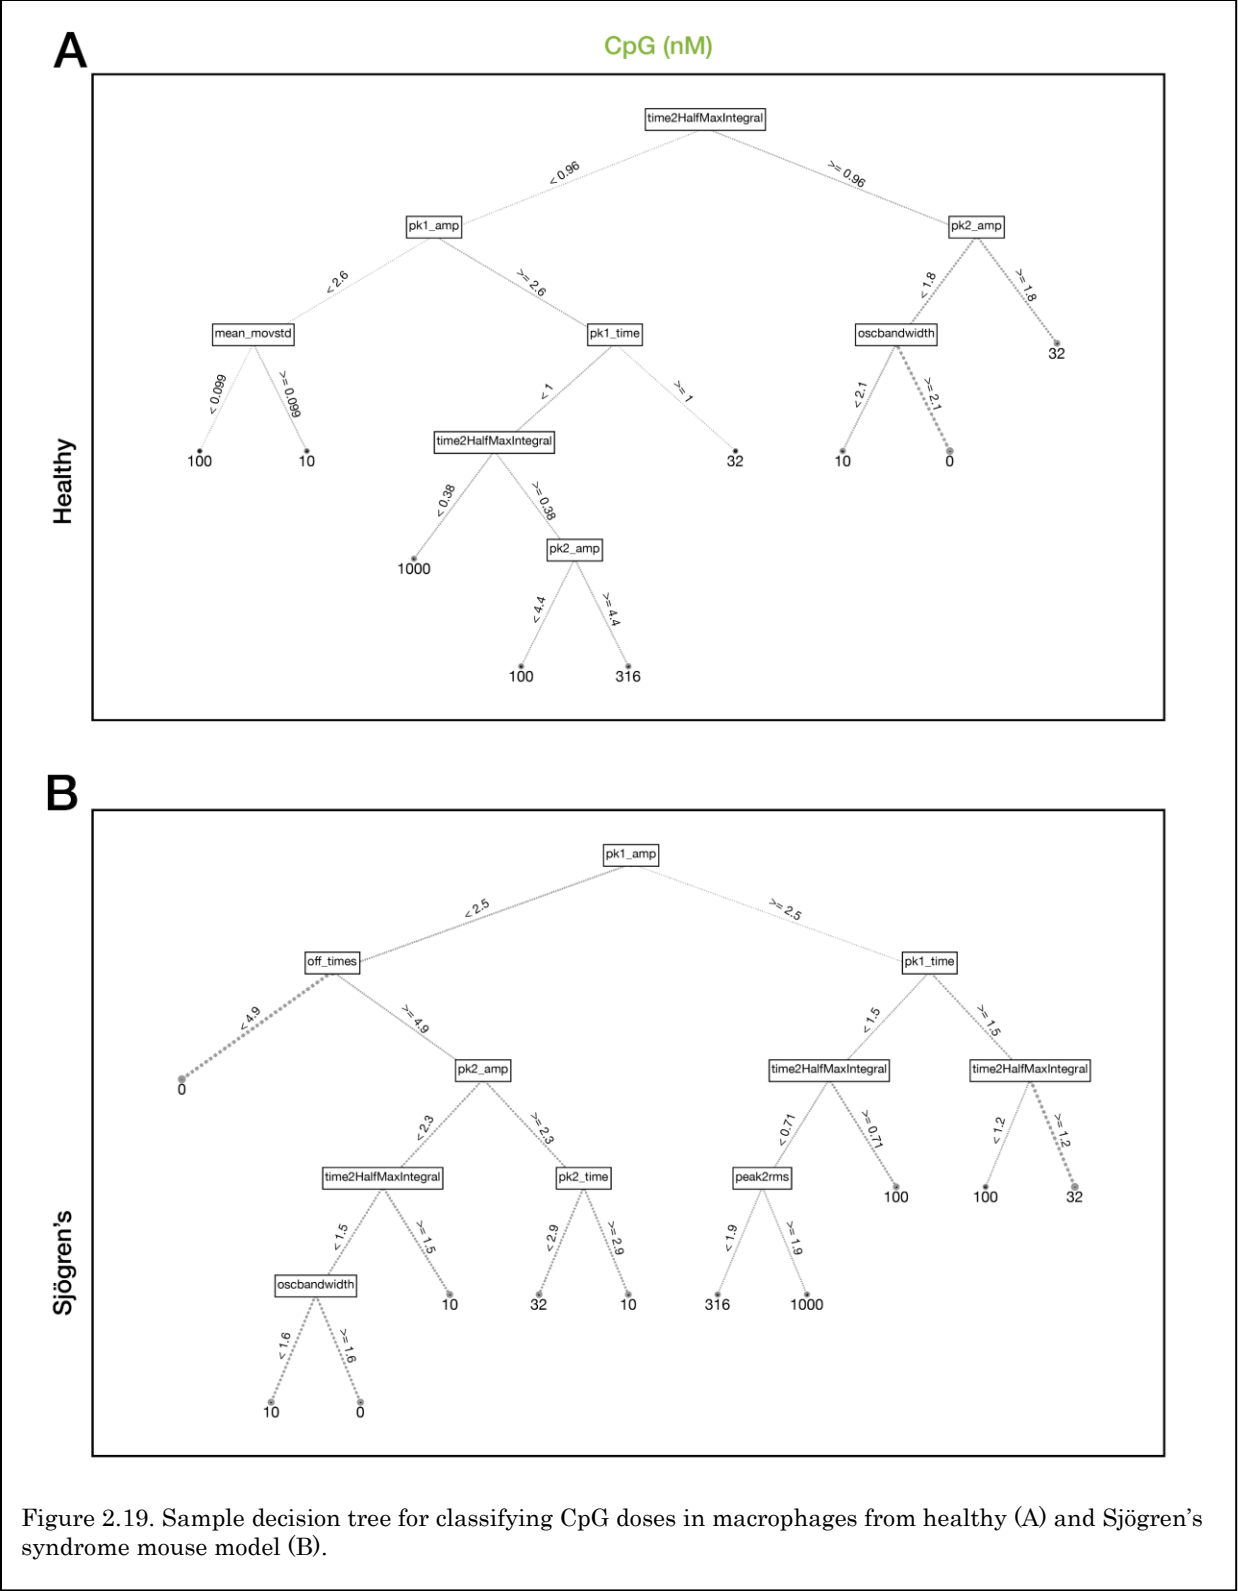 A
CpG (nM)
time2HalfMaxIntegral
< 0.96
>= 0.96
pk1_amp
pk2_amp
< 2.6
>= 2.6
< 1.8
>= 1.8
mean_movstd
pk1_time
oscbandwidth
32
< 0.099
>= 0.099
< 1
>= 1
< 2.1
>= 2.1
time2HalfMaxIntegral
100
10
32
10
0
< 0.38
>= 0.38
pk2_amp
1000
< 4.4
>= 4.4
100
316
Healthy
B
pk1_amp
< 2.5
>= 2.5
off_times
pk1_time
< 4.9
>= 4.9
< 1.5
>= 1.5
0
pk2_amp
time2HalfMaxIntegral
time2HalfMaxIntegral
< 2.3
>= 2.3
< 0.71
>= 0.71
< 1.2
>= 1.2
time2HalfMaxIntegral
pk2_time
peak2rms
100
100
32
< 1.5
>= 1.5
< 2.9
>= 2.9
< 1.9
>= 1.9
oscbandwidth
10
32
10
316
1000
< 1.6
>= 1.6
10
0
Sjögren's
Figure 2.19. Sample decision tree for classifying CpG doses in macrophages from healthy (A) and Sjögren's
syndrome mouse model (B).